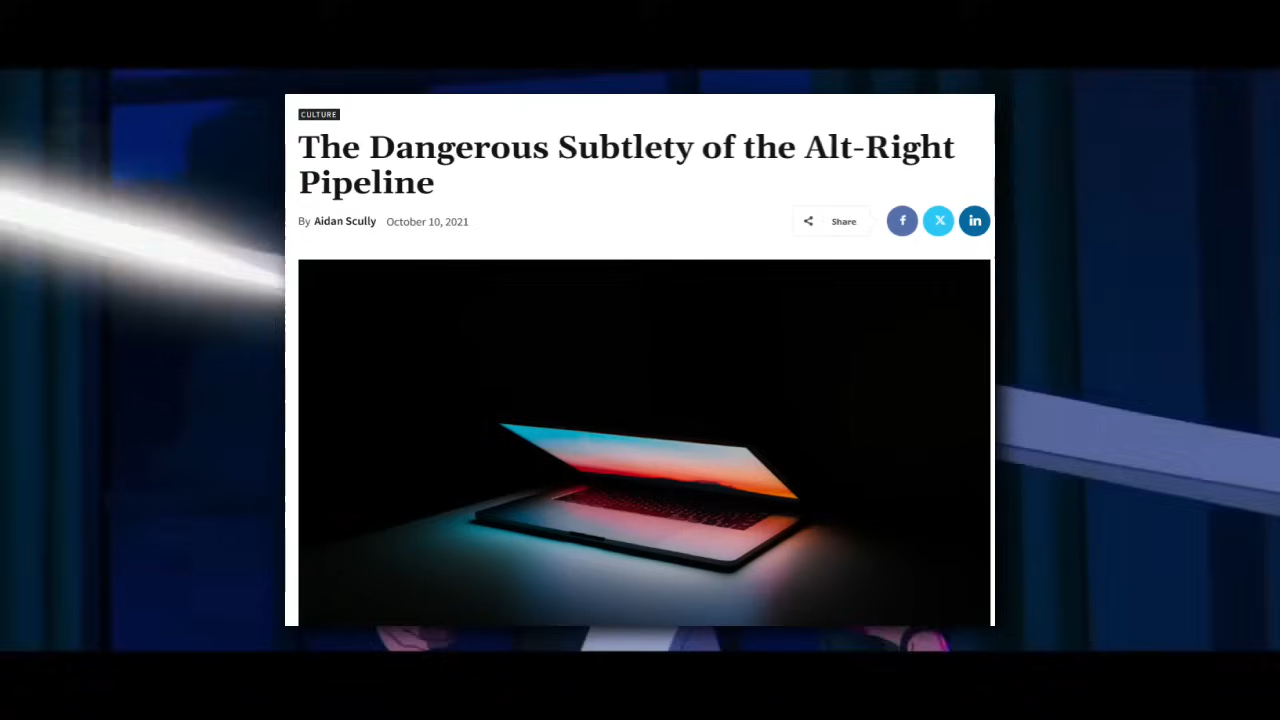 CULTURE
The Dangerous Subtlety of the Alt-Right
Pipeline
By Aidan Scully October 10, 2021
Share